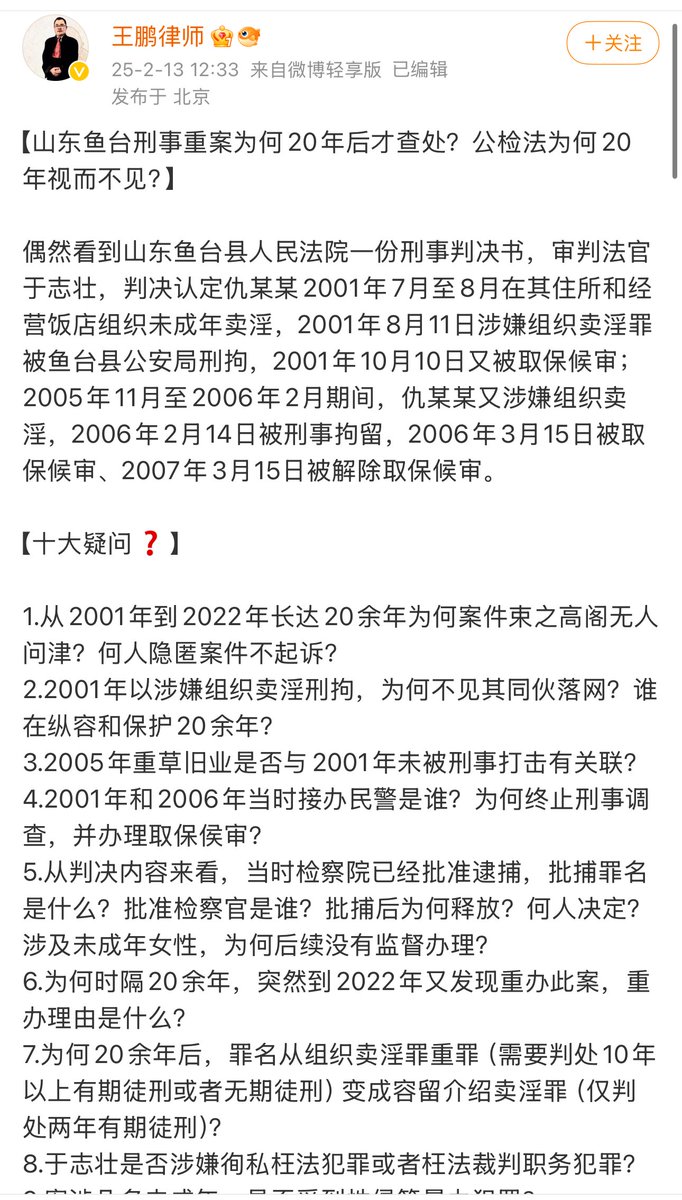 王鹏律师
25-2-13 12:33 来自微博轻享版 已编辑
发布于 北京
+关注
【山东鱼台刑事重案为何20年后才查处？公检法为何20
年视而不见?】
偶然看到山东鱼台县人民法院一份刑事判决书，审判法官
于志壮，判决认定仇某某2001年7月至8月在其住所和经
营饭店组织未成年卖淫，2001年8月11日涉嫌组织卖淫罪
被鱼台县公安局刑拘，2001年10月10日又被取保候审；
2005年11月至2006年2月期间，仇某某又涉嫌组织卖
淫，2006年2月14日被刑事拘留，2006年3月15日被取
保候审、2007年3月15日被解除取保候审。
【十大疑问❓】
1.从2001年到2022年长达20余年为何案件束之高阁无人
问津？何人隐匿案件不起诉？
2.2001年以涉嫌组织卖淫刑拘，为何不见其同伙落网？谁
在纵容和保护20余年？
3.2005年重草旧业是否与2001年未被刑事打击有关联？
4.2001年和2006年当时接办民警是谁？为何终止刑事调
查，并办理取保侯审？
5.从判决内容来看，当时检察院已经批准逮捕，批捕罪名
是什么？批准检察官是谁？批捕后为何释放？何人决定？
涉及未成年女性，为何后续没有监督办理？
6.为何时隔20余年，突然到2022年又发现重办此案，重
办理由是什么？
7.为何20余年后，罪名从组织卖淫罪重罪（需要判处10年
以上有期徒刑或者无期徒刑）变成容留介绍卖淫罪（仅判
处两年有期徒刑)？
8.于志壮是否涉嫌徇私枉法犯罪或者枉法裁判职务犯罪？